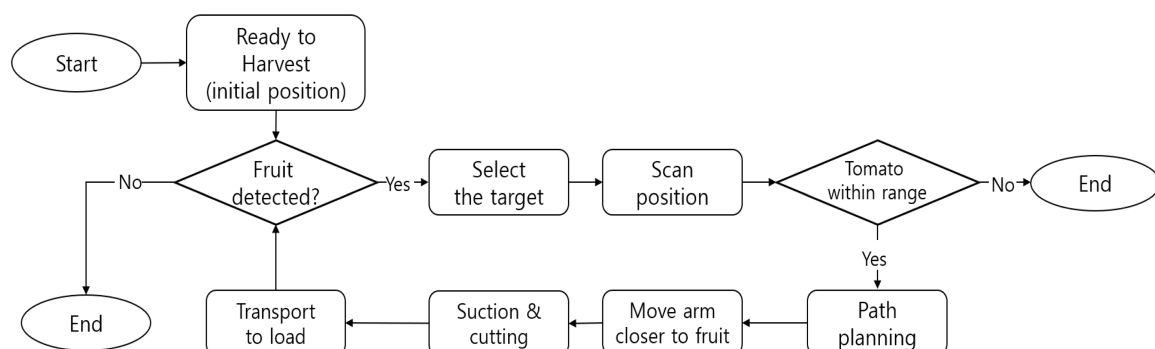 Start
Ready to
Harvest
(initial position)
Fruit
detected?
No
Yes
Select
the target
Scan
position
Tomato
within range
No
End
Yes
End
Transport
to load
Suction &
cutting
Move arm
closer to fruit
Path
planning